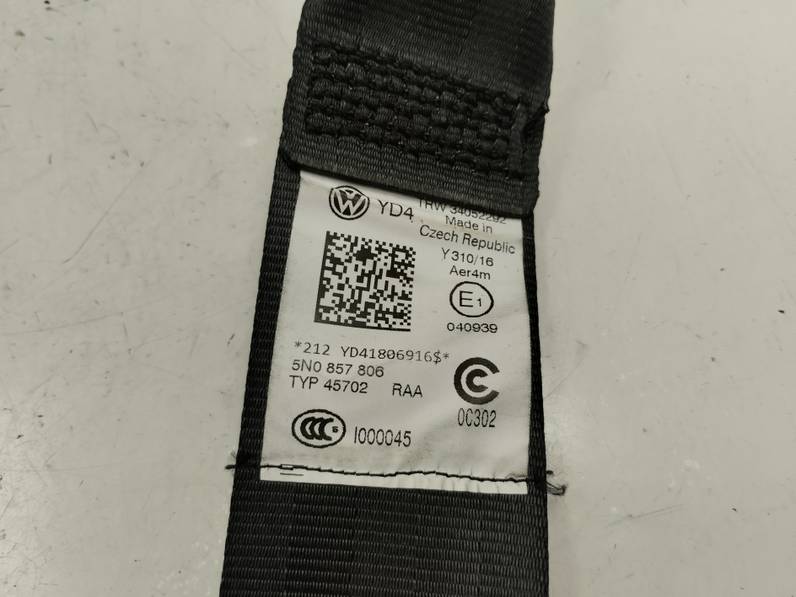 YD4
TRW 34052292
Made in
Czech Republic
Y310/16
Aer4m
E1
040939
*212 YD41806916$*
5N0 857 806
TYP 45702 RAA
0C302
CCC S
I000045